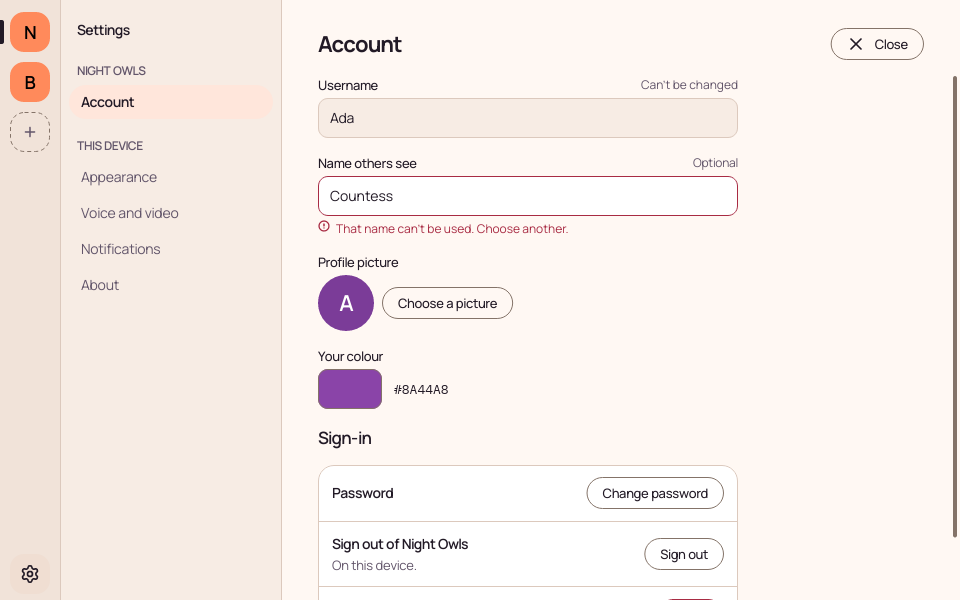 N
B
Settings
NIGHT OWLS
Account
THIS DEVICE
Appearance
Voice and video
Notifications
About
Account
Close
Username
Can't be changed
Ada
Name others see
Optional
Countess
That name can't be used. Choose another.
Profile picture
A
Choose a picture
Your colour
#8A44A8
Sign-in
Password
Change password
Sign out of Night Owls
On this device.
Sign out